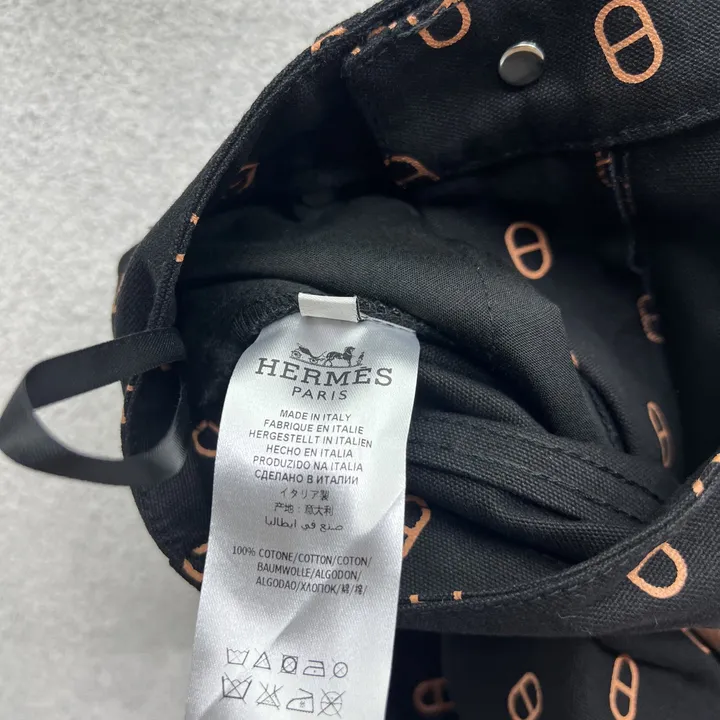 HERMÈS
PARIS
MADE IN ITALY
FABRIQUE EN ITALIE
HERGESTELLT IN ITALIEN
HECHO EN ITALIA
PRODUZIDO NA ITALIA
СДЕЛАНО В ИТАЛИИ
イタリア製
产地：意大利
صنع في ايطاليا
100% COTONE/COTTON/COTON/
BAUMWOLLE/ALGODON/
ALGODAO/ХЛОПОК/綿/棉/